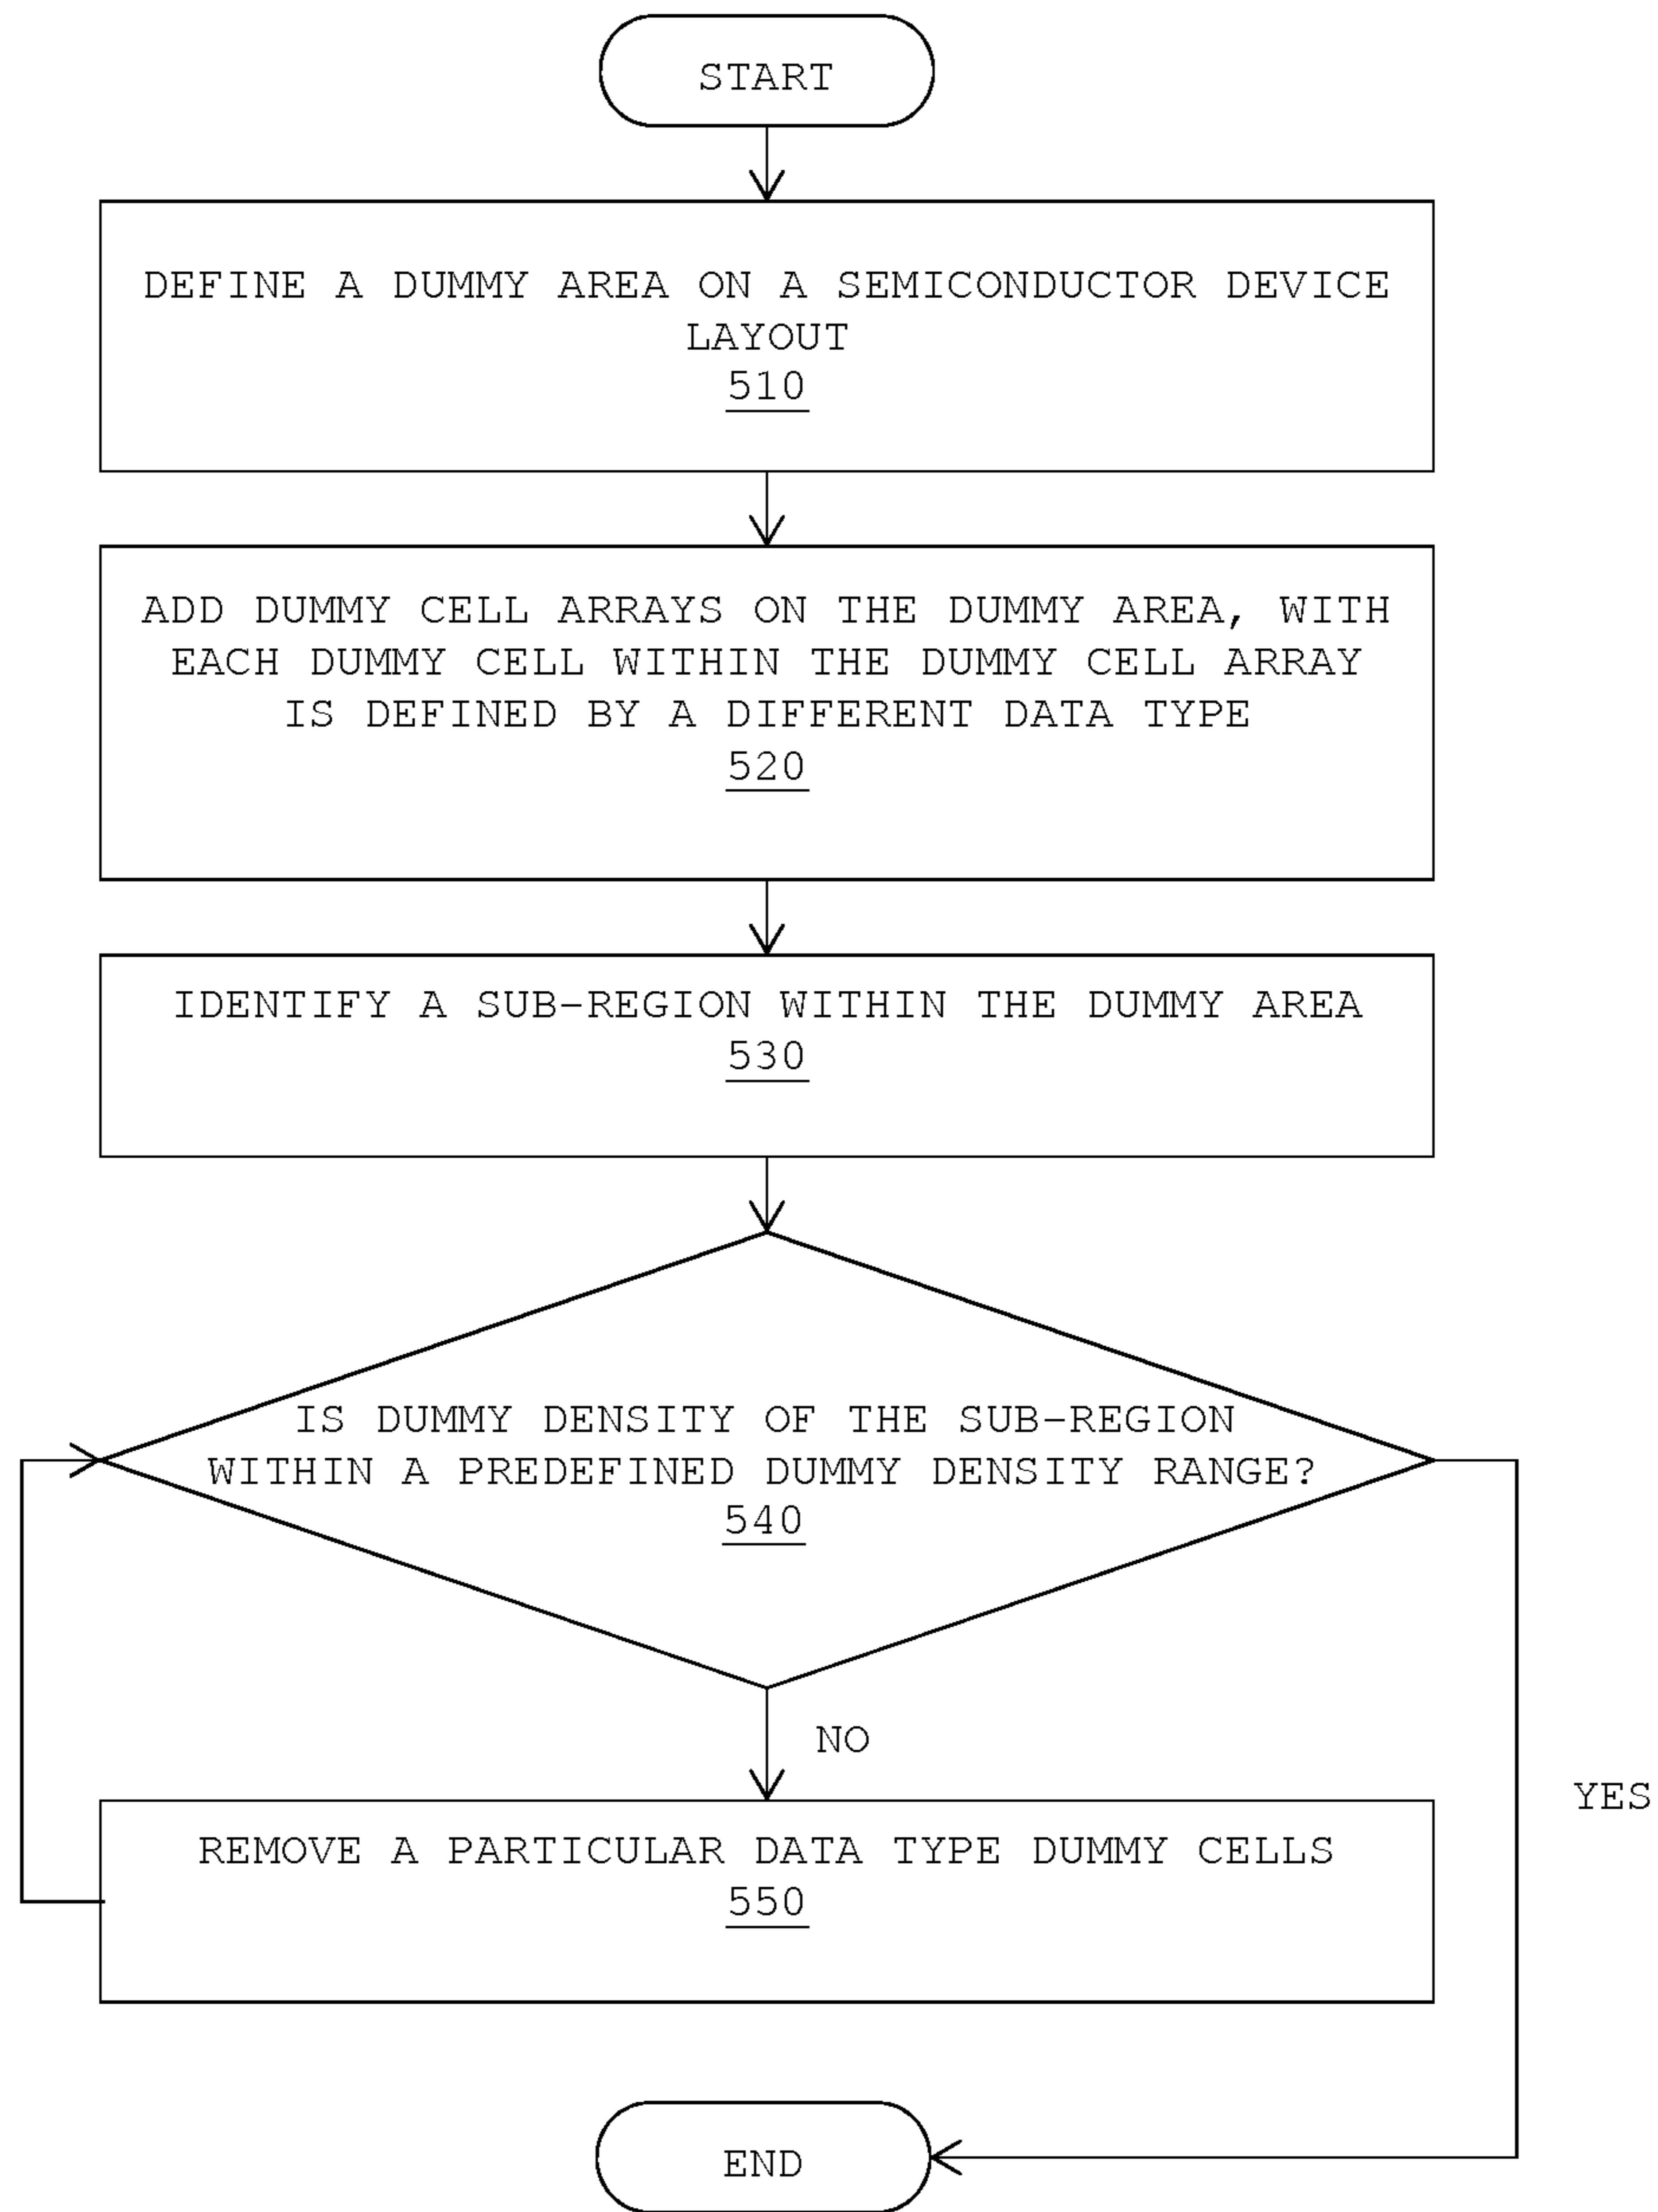 START
DEFINE A DUMMY AREA ON A SEMICONDUCTOR DEVICE
LAYOUT
510
ADD DUMMY CELL ARRAYS ON THE DUMMY AREA, WITH
EACH DUMMY CELL WITHIN THE DUMMY CELL ARRAY
IS DEFINED BY A DIFFERENT DATA TYPE
520
IDENTIFY A SUB-REGION WITHIN THE DUMMY AREA
530
IS DUMMY DENSITY OF THE SUB-REGION
WITHIN A PREDEFINED DUMMY DENSITY RANGE?
540
NO
YES
REMOVE A PARTICULAR DATA TYPE DUMMY CELLS
550
END